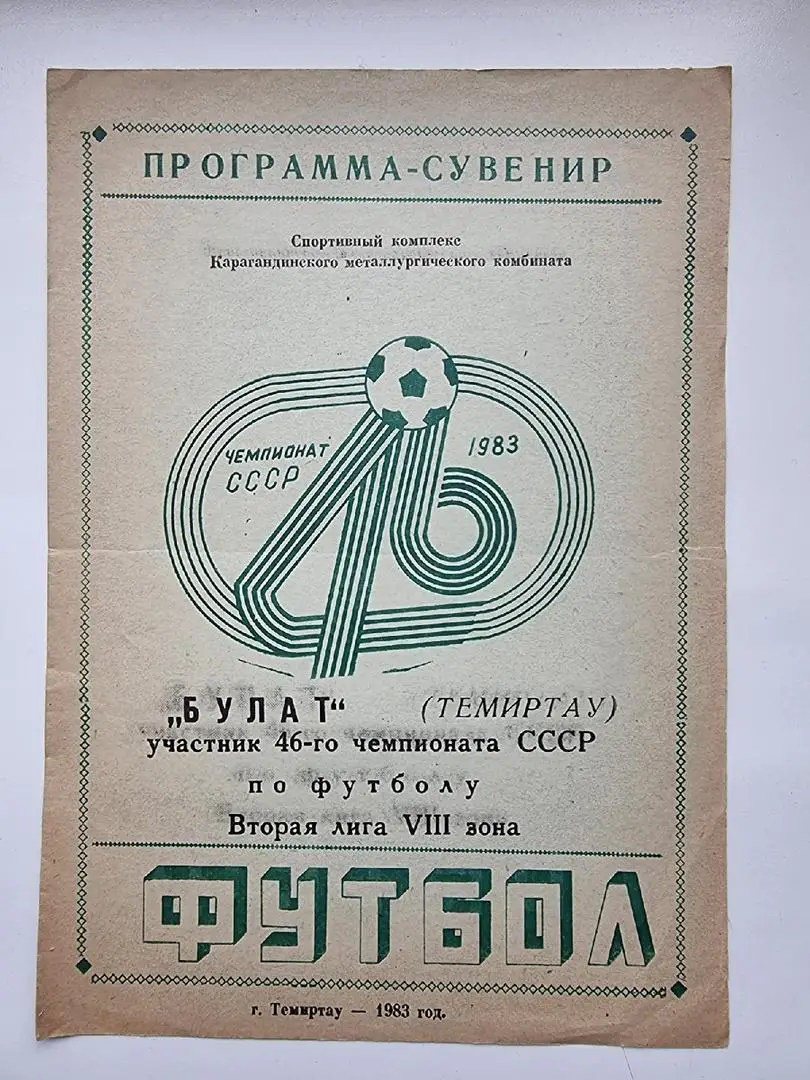 ПРОГРАММА-СУВЕНИР
Спортивный комплекс
Карагандинского металлургического комбината
ЧЕМПИОНАТ
СССР
1983
46
„БУЛАТ“ (ТЕМИРТАУ)
участник 46-го чемпионата СССР
по футболу
Вторая лига VIII зона
ФУТБОЛ
г. Темиртау — 1983 год.